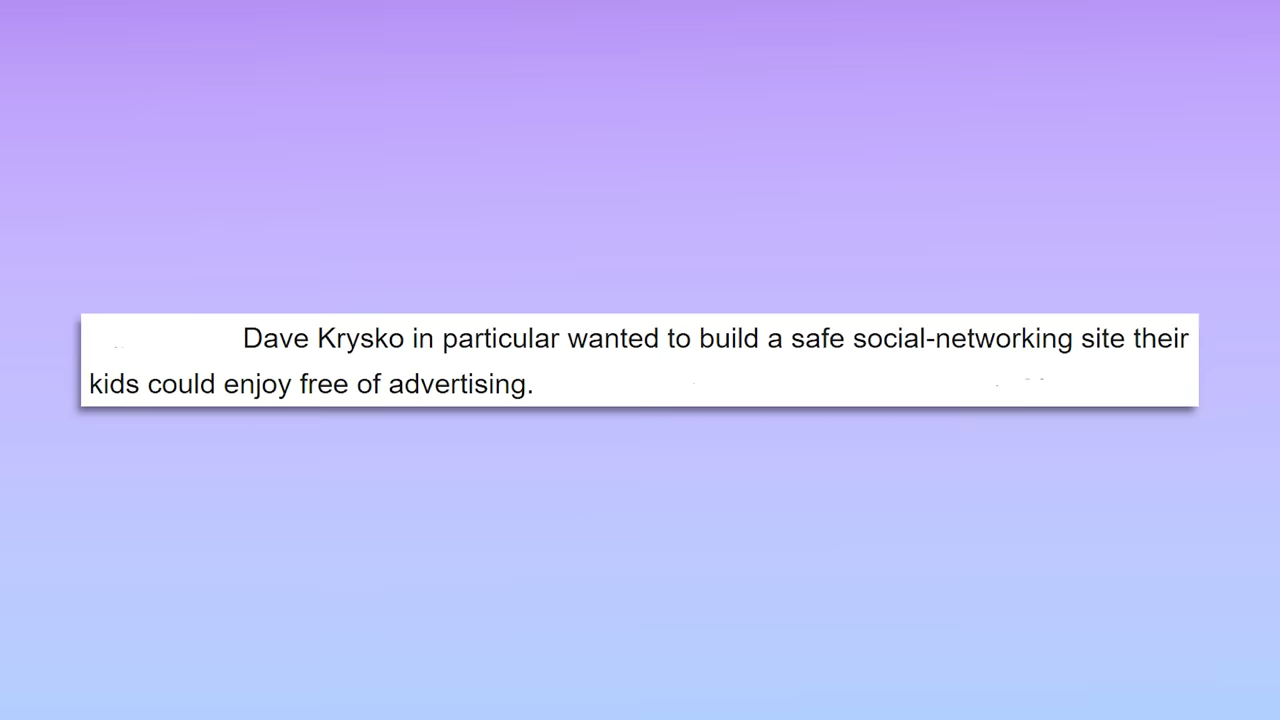 Dave Krysko in particular wanted to build a safe social-networking site their
kids could enjoy free of advertising.